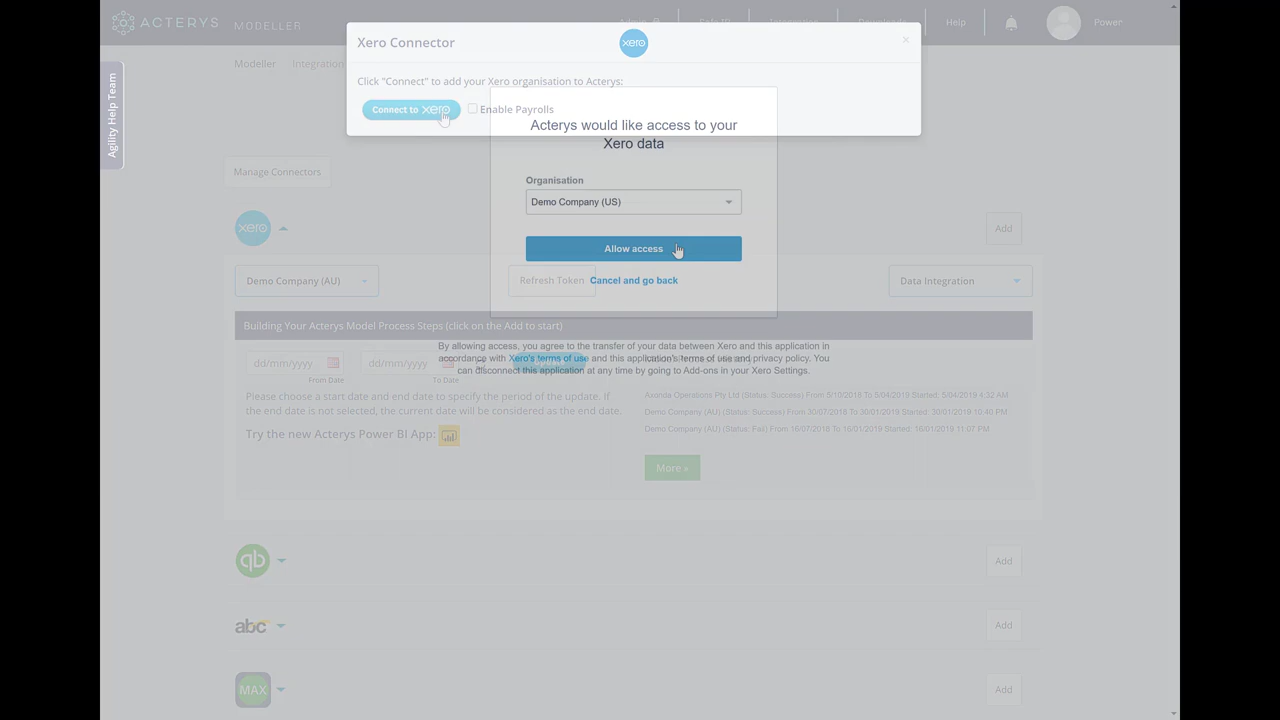 ACTERYS MODELLER
Admin
Safe ID
Integration
Downloads
Help
Power
Xero Connector
xero
×
Modeller
Integration
Click "Connect" to add your Xero organisation to Acterys:
Connect to xero
Enable Payrolls
Agility Help Team
Acterys would like access to your
Xero data
Manage Connectors
Organisation
Demo Company (US)
xero
Add
Allow access
Demo Company (AU)
Refresh Token
Cancel and go back
Data Integration
Building Your Acterys Model Process Steps (click on the Add to start)
By allowing access, you agree to the transfer of your data between Xero and this application in
accordance with Xero's terms of use and this application's terms of use and privacy policy. You
can disconnect this application at any time by going to Add-ons in your Xero Settings.
dd/mm/yyyy
dd/mm/yyyy
From Date
To Date
Please choose a start date and end date to specify the period of the update. If
the end date is not selected, the current date will be considered as the end date.
Try the new Acterys Power BI App:
Axonda Operations Pty Ltd (Status: Success) From 5/10/2018 To 5/04/2019 Started: 5/04/2019 4:32 AM
Demo Company (AU) (Status: Success) From 30/07/2018 To 30/01/2019 Started: 30/01/2019 10:40 PM
Demo Company (AU) (Status: Fail) From 16/07/2018 To 16/01/2019 Started: 16/01/2019 11:07 PM
More »
qb
Add
abc
Add
MAX
Add